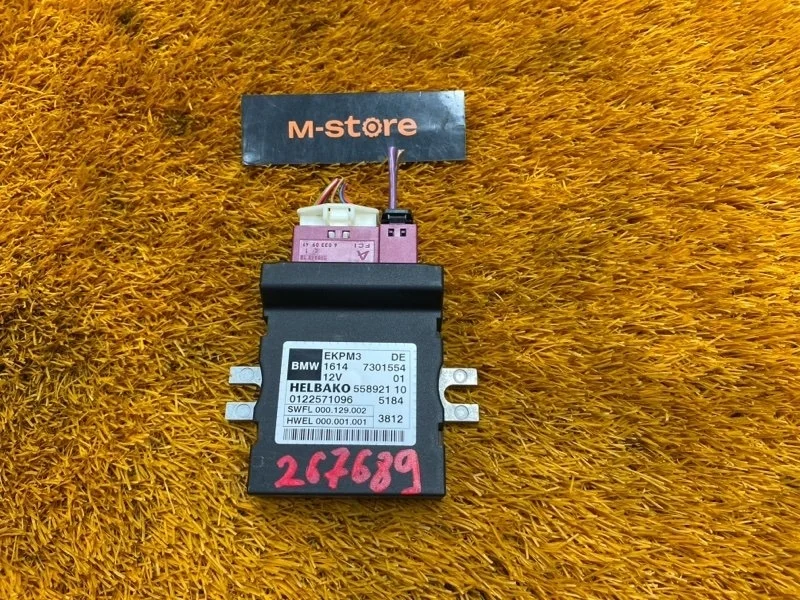 M-store
A
FCI
BMW EKPM3 DE
1614 7301554
12V 01
HELBAKO 558921 10
0122571096 5184
SWFL 000.129.002
HWEL 000.001.001 3812
267689